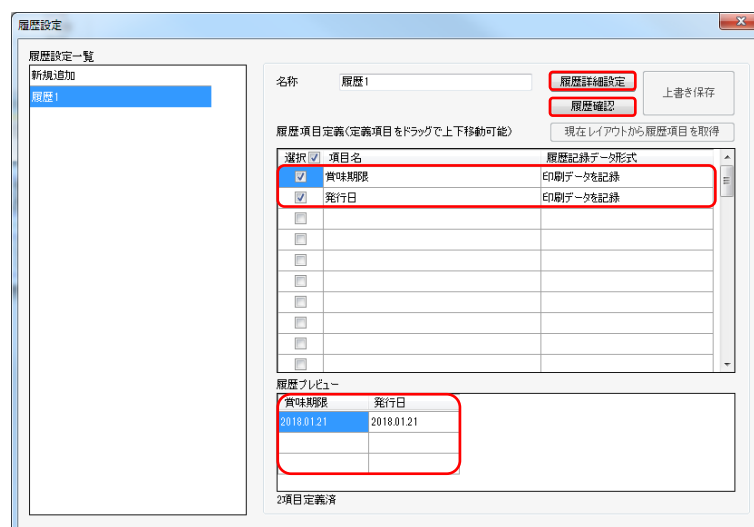 履歴設定
履歴設定一覧
新規追加
履歴1
名称 履歴1 履歴詳細設定
履歴確認 上書き保存
履歴項目定義(定義項目をドラッグで上下移動可能) 現在レイアウトから履歴項目を取得
選択 項目名 履歴記録データ形式
賞味期限 印刷データを記録
発行日 印刷データを記録
履歴プレビュー
賞味期限 発行日
2018.01.21 2018.01.21
2項目定義済